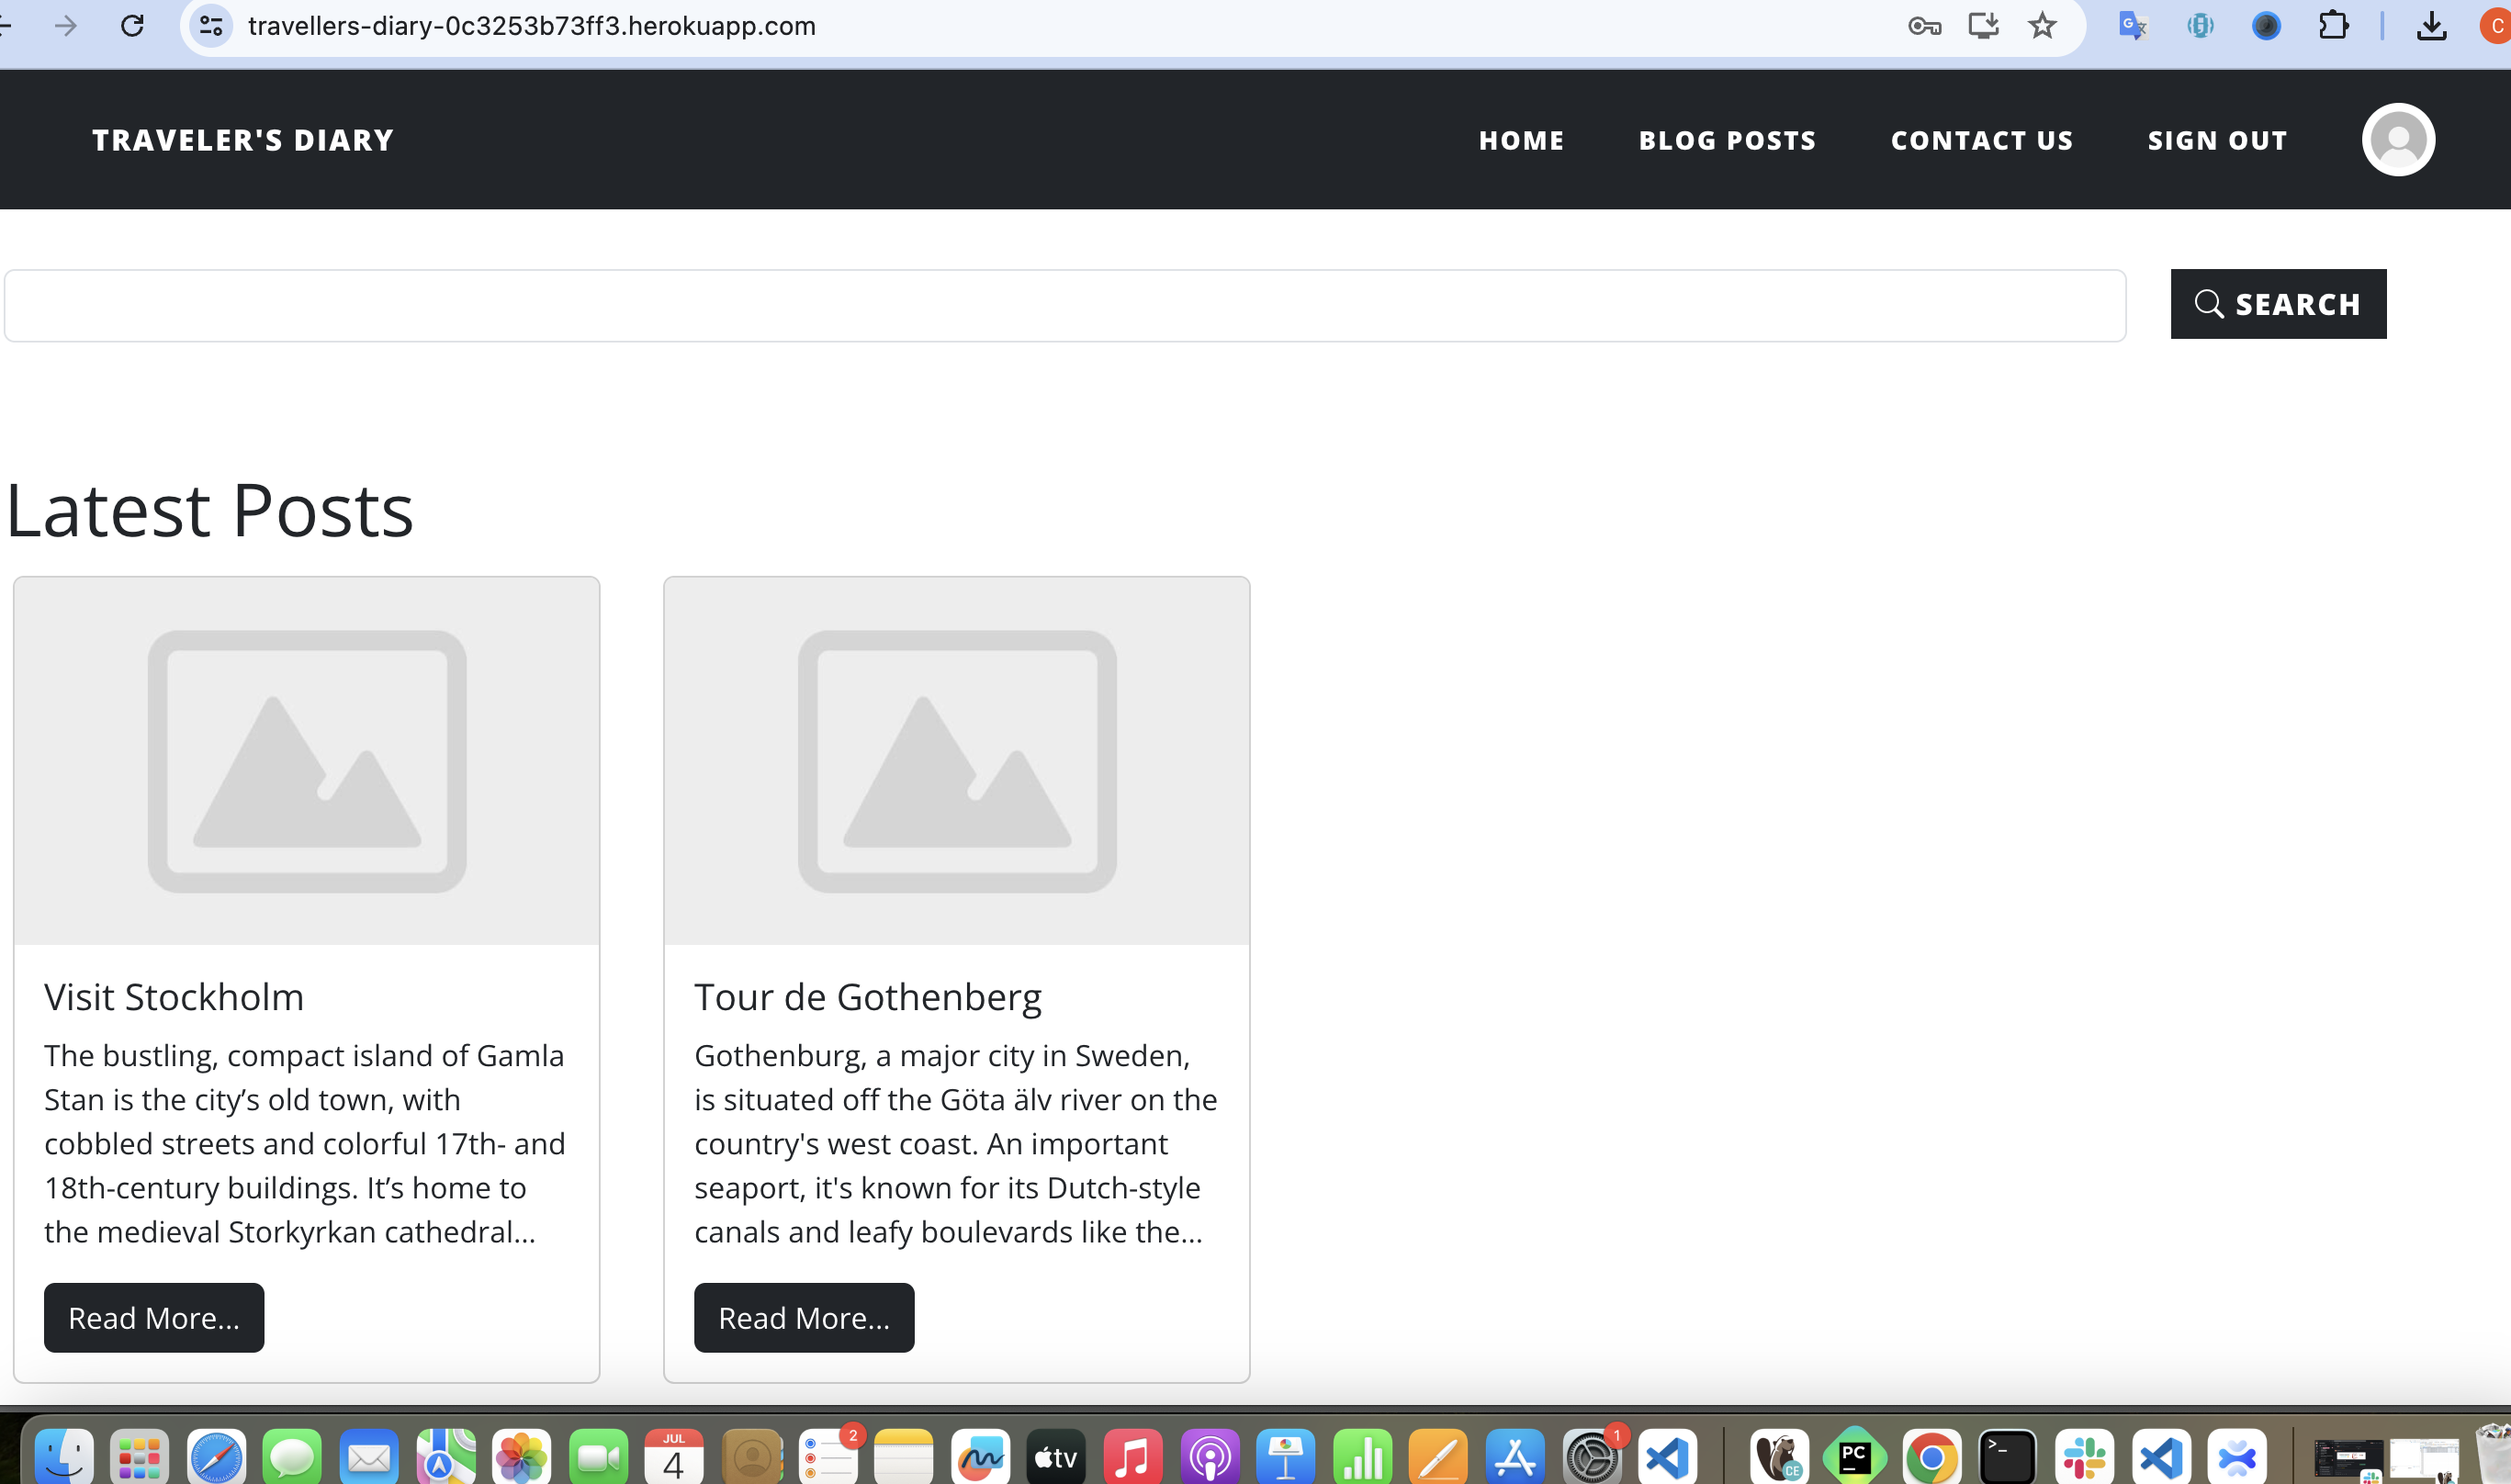 travellers-diary-0c3253b73ff3.herokuapp.com
C
TRAVELER'S DIARY
HOME
BLOG POSTS
CONTACT US
SIGN OUT
SEARCH
Latest Posts
Visit Stockholm
The bustling, compact island of Gamla
Stan is the city’s old town, with
cobbled streets and colorful 17th- and
18th-century buildings. It’s home to
the medieval Storkyrkan cathedral...
Read More...
Tour de Gothenberg
Gothenburg, a major city in Sweden,
is situated off the Göta älv river on the
country's west coast. An important
seaport, it's known for its Dutch-style
canals and leafy boulevards like the...
Read More...
JUL
4
2
tv
1
CE
PC
>_